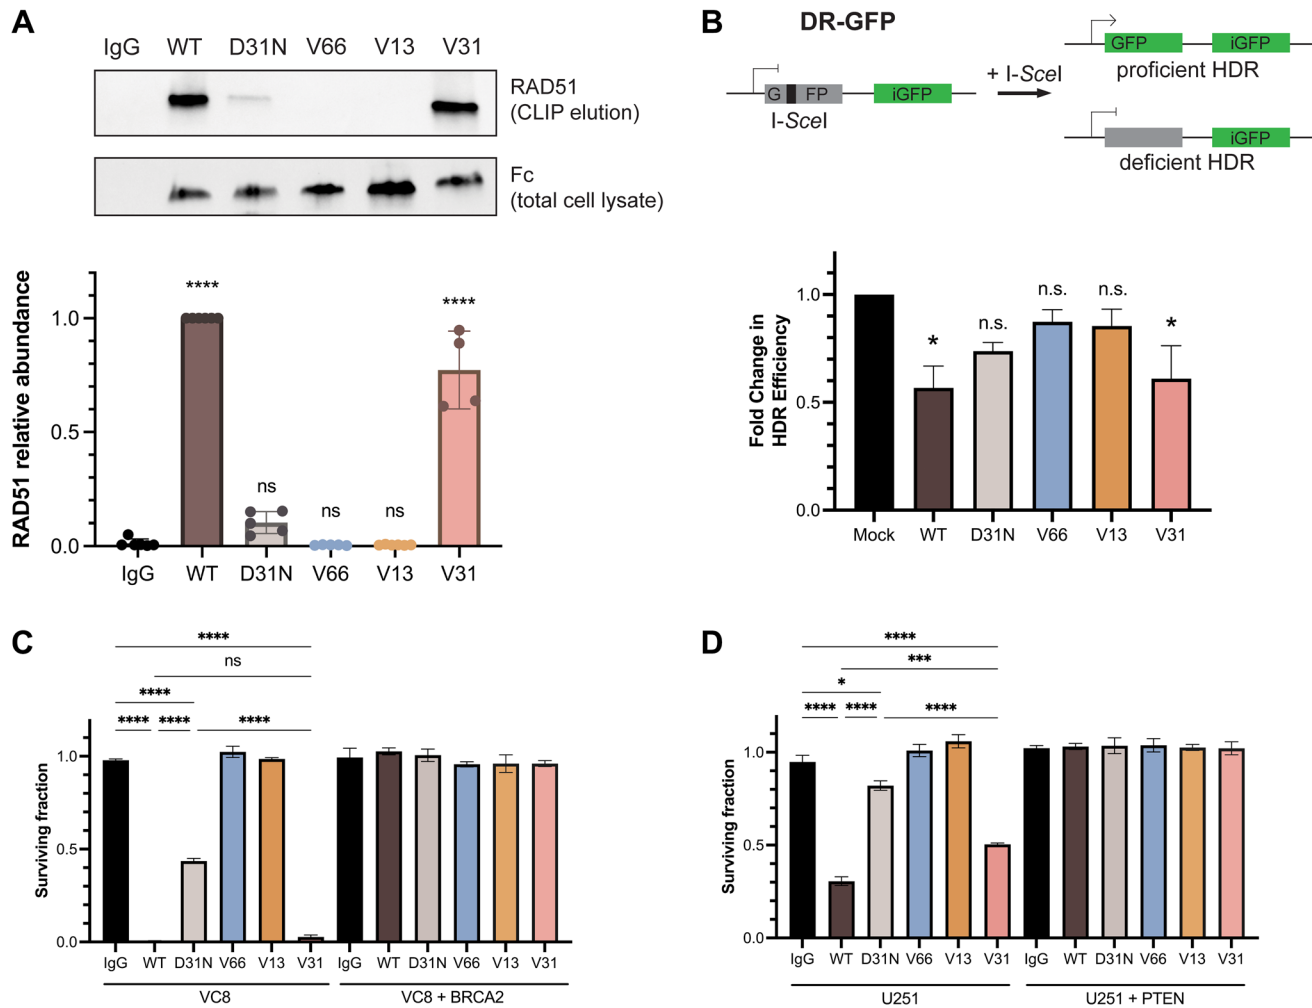 A
IgG WT D31N V66 V13 V31
RAD51
(CLIP elution)
Fc
(total cell lysate)
RAD51 relative abundance
1.0
0.5
0.0
****
ns
ns
ns
****
IgG WT D31N V66 V13 V31
B
DR-GFP
G FP iGFP
I-SceI
+ I-SceI
GFP iGFP
proficient HDR
iGFP
deficient HDR
Fold Change in
HDR Efficiency
1.0
0.5
0.0
*
n.s.
n.s.
n.s.
*
Mock WT D31N V66 V13 V31
C
****
ns
****
**** **** ****
Surviving fraction
1.0
0.5
0.0
IgG WT D31N V66 V13 V31 IgG WT D31N V66 V13 V31
VC8 VC8 + BRCA2
D
****
***
*
**** **** ****
Surviving fraction
1.0
0.5
0.0
IgG WT D31N V66 V13 V31 IgG WT D31N V66 V13 V31
U251 U251 + PTEN